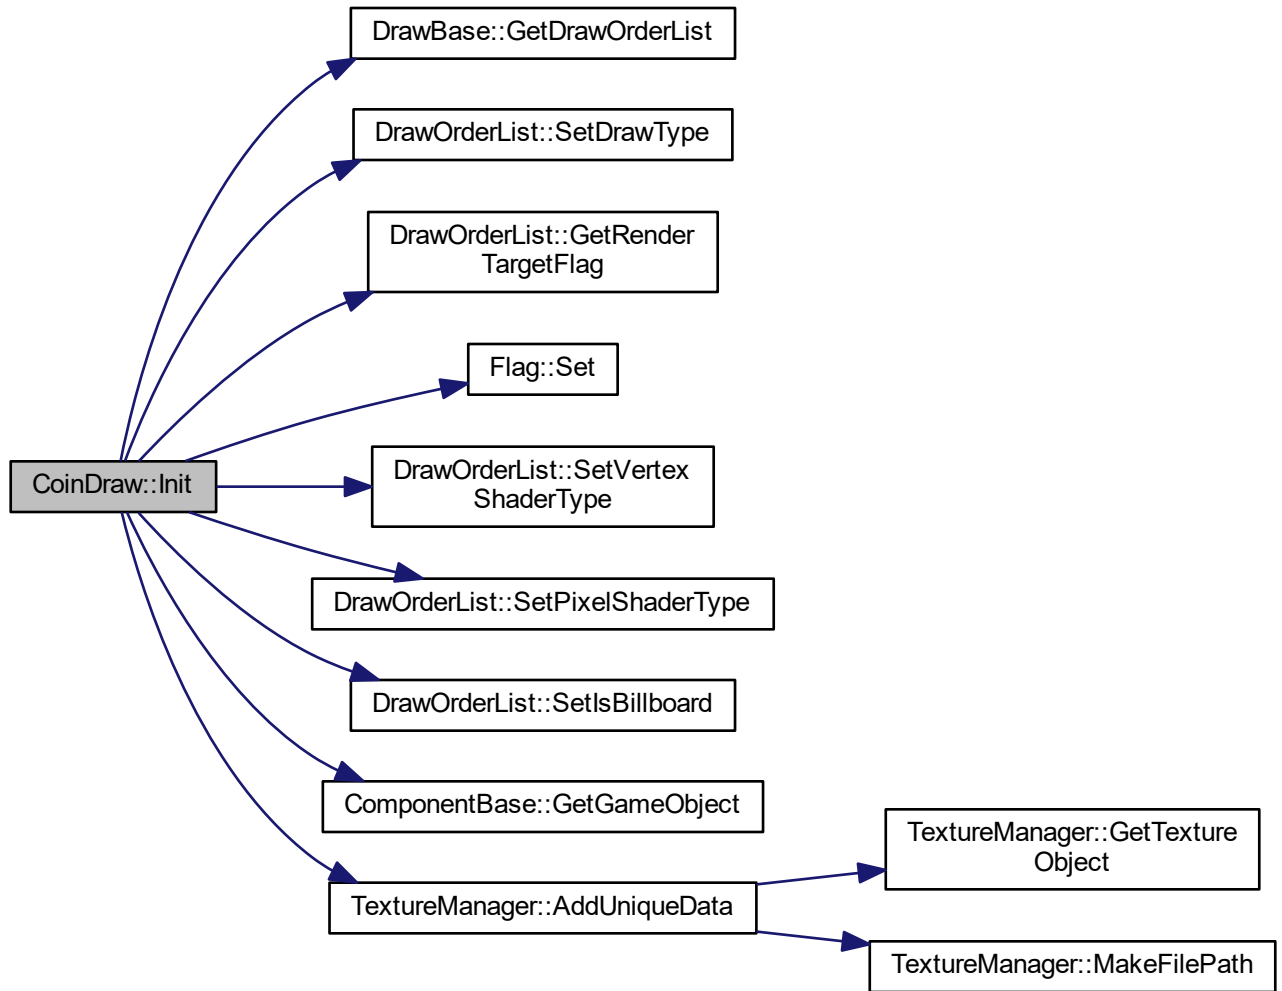 DrawBase::GetDrawOrderList
DrawOrderList::SetDrawType
DrawOrderList::GetRender
TargetFlag
Flag::Set
CoinDraw::Init
DrawOrderList::SetVertex
ShaderType
DrawOrderList::SetPixelShaderType
DrawOrderList::SetIsBillboard
ComponentBase::GetGameObject
TextureManager::AddUniqueData
TextureManager::GetTexture
Object
TextureManager::MakeFilePath